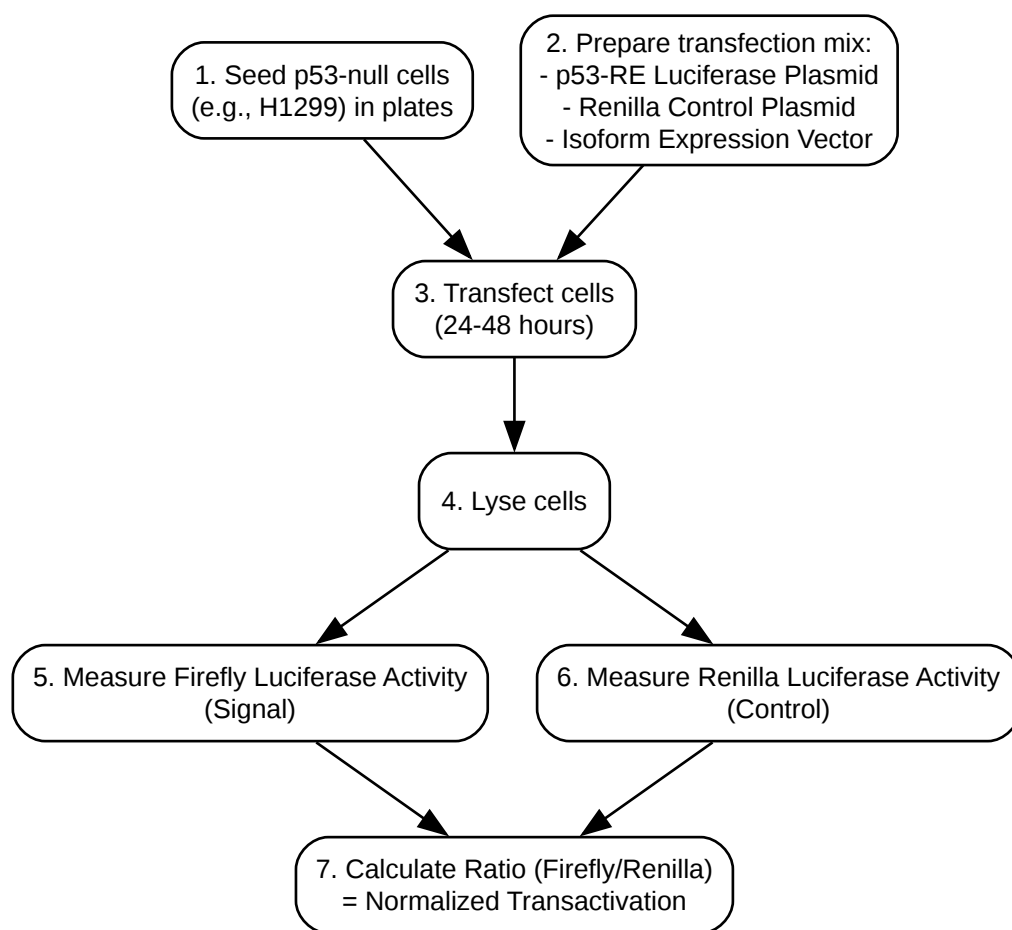 1. Seed p53-null cells
(e.g., H1299) in plates
2. Prepare transfection mix:
- p53-RE Luciferase Plasmid
- Renilla Control Plasmid
- Isoform Expression Vector
3. Transfect cells
(24-48 hours)
4. Lyse cells
5. Measure Firefly Luciferase Activity
(Signal)
6. Measure Renilla Luciferase Activity
(Control)
7. Calculate Ratio (Firefly/Renilla)
= Normalized Transactivation